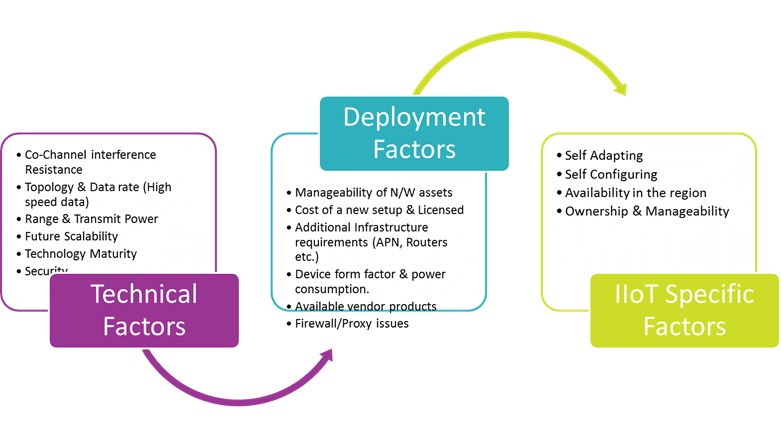 • Co-Channel interference
Resistance
• Topology & Data rate (High
speed data)
• Range & Transmit Power
• Future Scalability
• Technology Maturity
• Security
Technical
Factors
Deployment
Factors
• Manageability of N/W assets
• Cost of a new setup & Licensed
• Additional Infrastructure
requirements (APN, Routers
etc.)
• Device form factor & power
consumption.
• Available vendor products
• Firewall/Proxy issues
• Self Adapting
• Self Configuring
• Availability in the region
• Ownership & Manageability
IIoT Specific
Factors